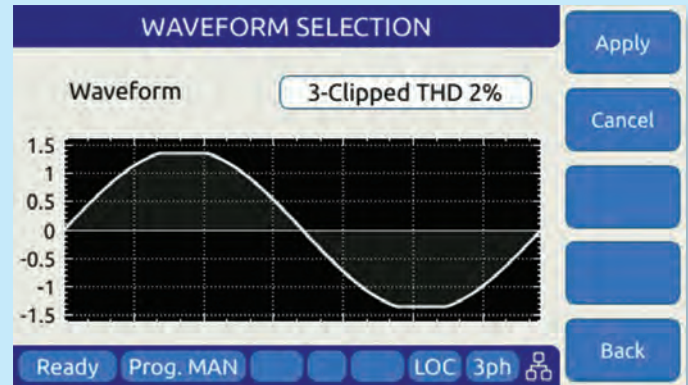 WAVEFORM SELECTION
Waveform
3-Clipped THD 2%
1.5
1
0.5
0
-0.5
-1
-1.5
Ready Prog. MAN LOC 3ph
Apply
Cancel
Back